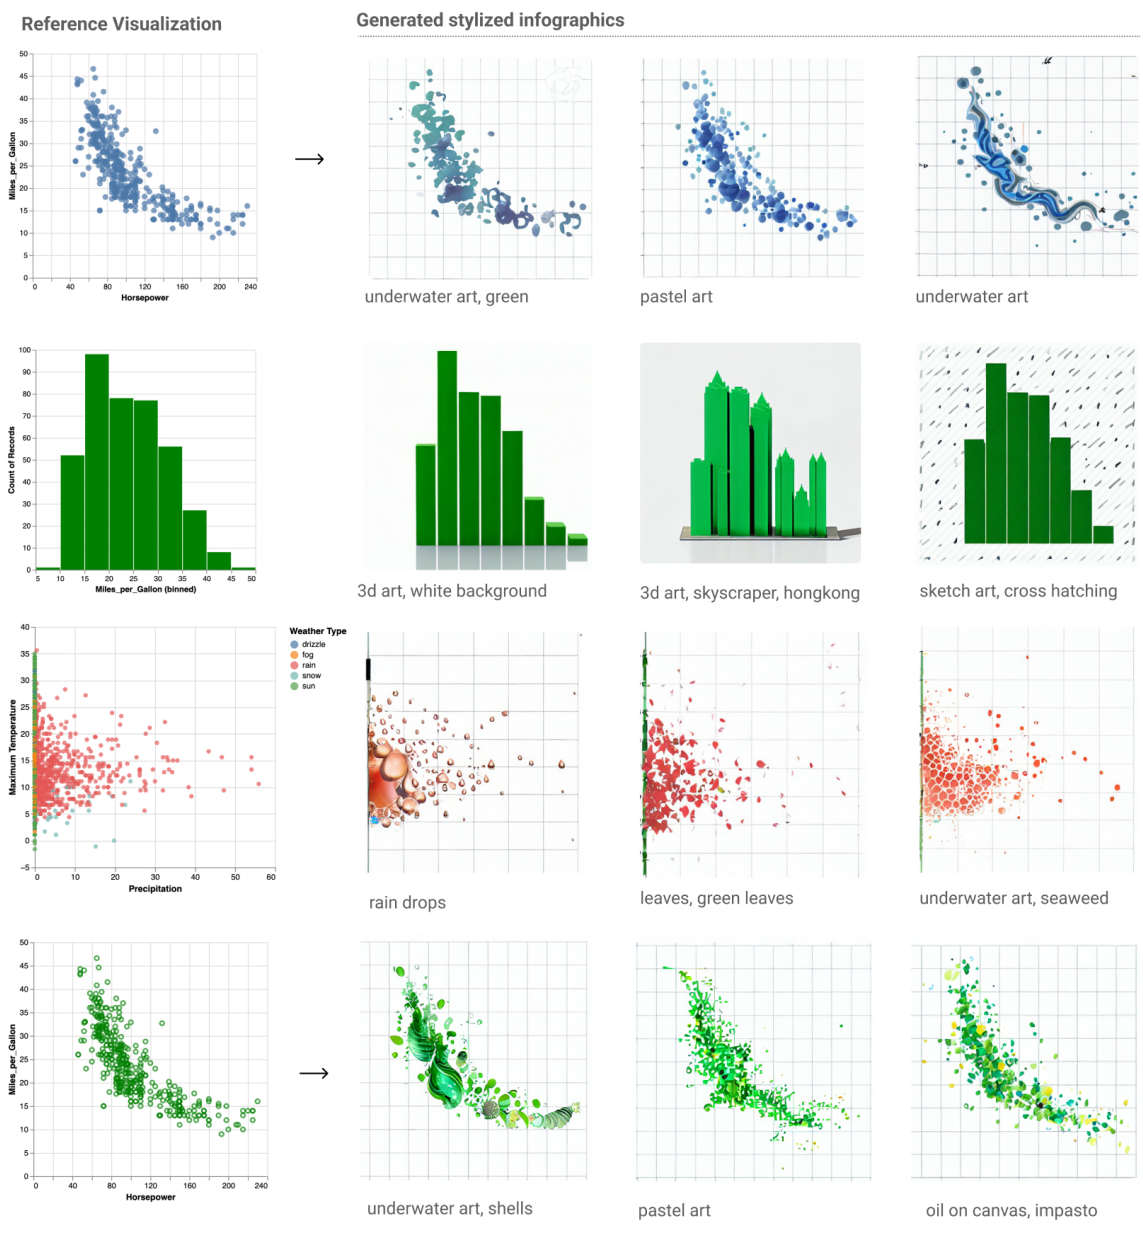 Reference Visualization
Generated stylized infographics
50
45
40
35
30
25
20
15
10
5
0
Miles_per_Gallon
0 40 80 120 160 200 240
Horsepower
underwater art, green
pastel art
underwater art
100
90
80
70
60
50
40
30
20
10
0
Count of Records
5 10 15 20 25 30 35 40 45 50
Miles_per_Gallon (binned)
3d art, white background
3d art, skyscraper, hongkong
sketch art, cross hatching
40
35
30
25
20
15
10
5
0
−5
Maximum Temperature
0 10 20 30 40 50 60
Precipitation
Weather Type
drizzle
fog
rain
snow
sun
rain drops
leaves, green leaves
underwater art, seaweed
50
45
40
35
30
25
20
15
10
5
0
Miles_per_Gallon
0 40 80 120 160 200 240
Horsepower
underwater art, shells
pastel art
oil on canvas, impasto